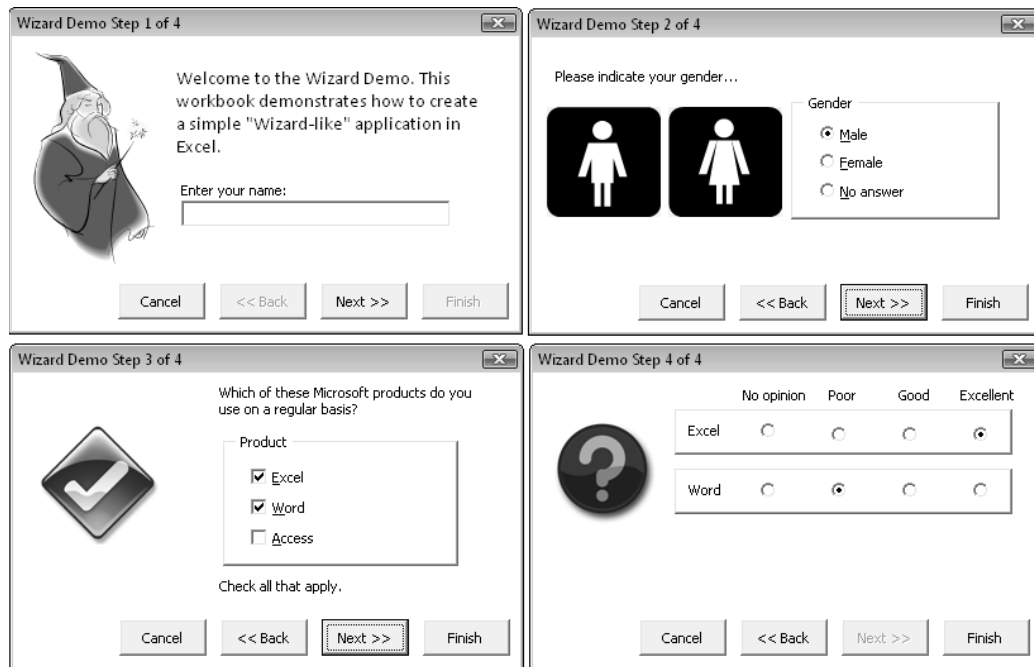 Wizard Demo Step 1 of 4
Welcome to the Wizard Demo. This
workbook demonstrates how to create
a simple "Wizard-like" application in
Excel.
Enter your name:
Cancel << Back Next >> Finish
Wizard Demo Step 2 of 4
Please indicate your gender...
Gender
Male
Female
No answer
Cancel << Back Next >> Finish
Wizard Demo Step 3 of 4
Which of these Microsoft products do you
use on a regular basis?
Product
Excel
Word
Access
Check all that apply.
Cancel << Back Next >> Finish
Wizard Demo Step 4 of 4
No opinion Poor Good Excellent
Excel
Word
Cancel << Back Next >> Finish